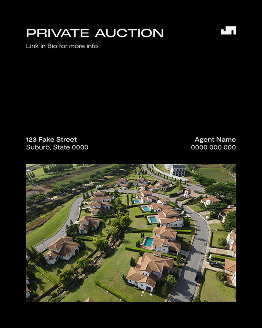 PRIVATE AUCTION
Link in Bio for more info
123 Fake Street
Suburb, State 0000
Agent Name
0000 000 000